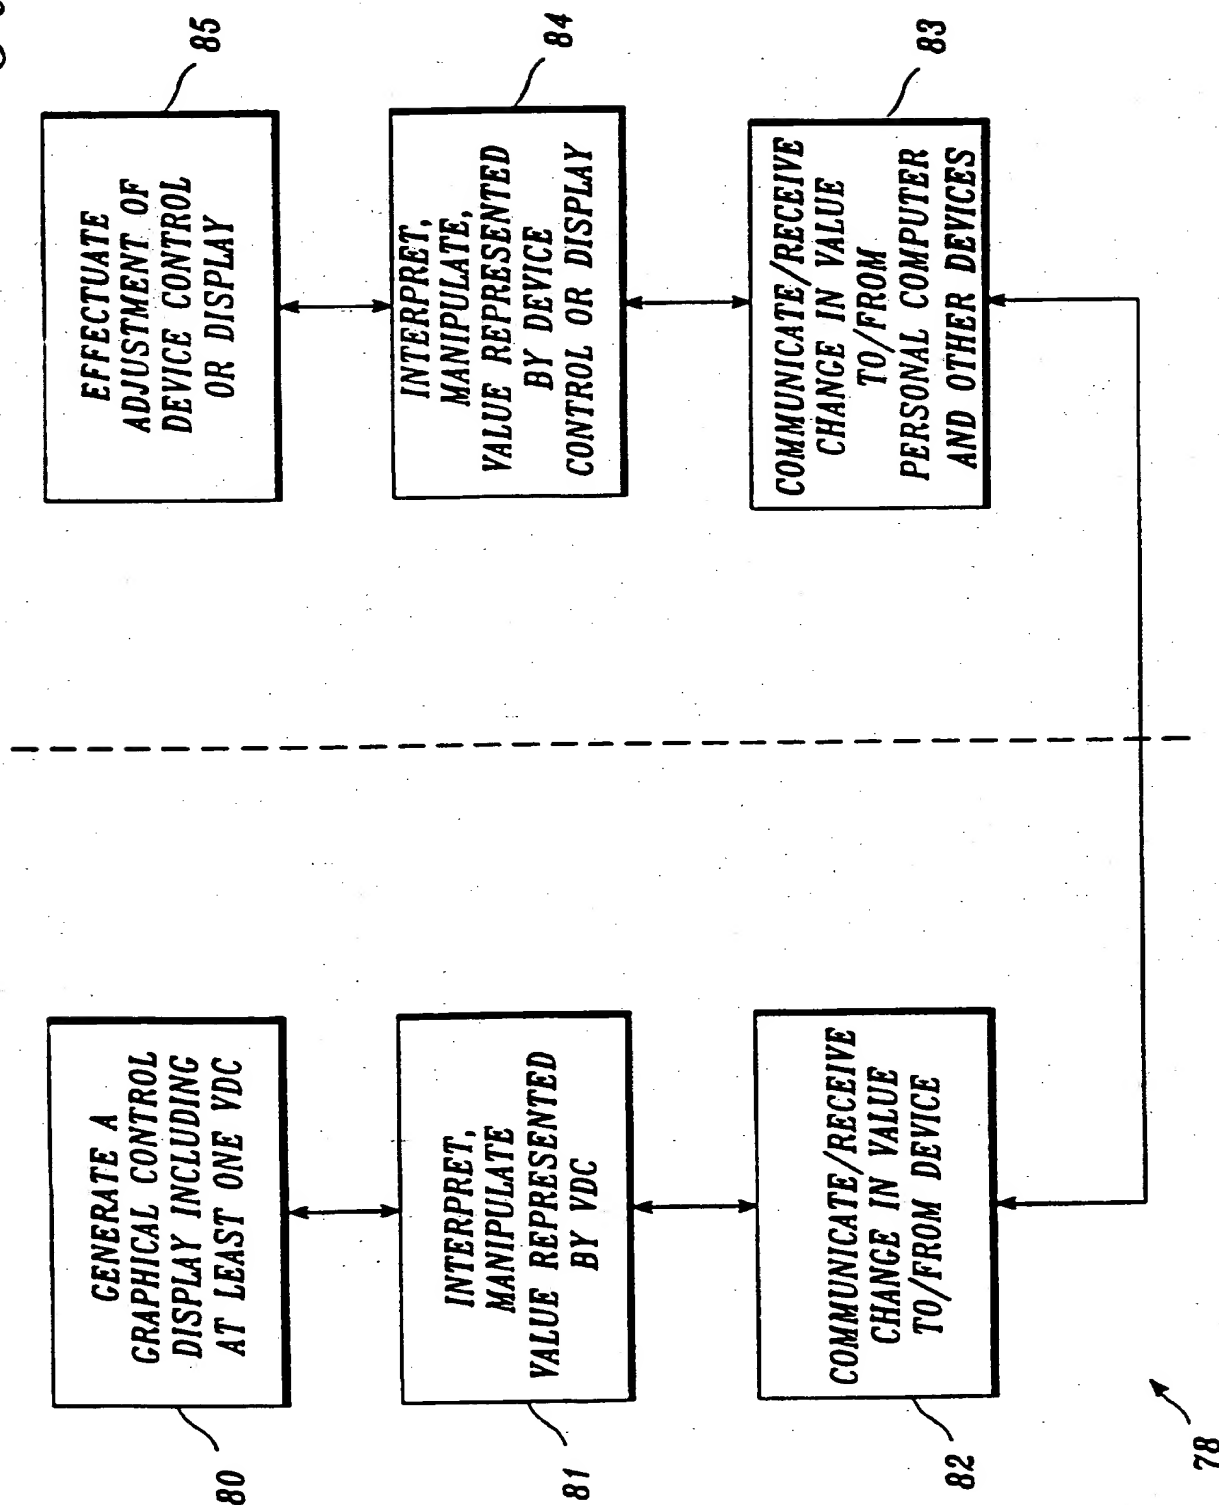 80
GENERATE A
GRAPHICAL CONTROL
DISPLAY INCLUDING
AT LEAST ONE VDC
81
INTERPRET,
MANIPULATE
VALUE REPRESENTED
BY VDC
82
COMMUNICATE/RECEIVE
CHANGE IN VALUE
TO/FROM DEVICE
78
EFFECTUATE
ADJUSTMENT OF
DEVICE CONTROL
OR DISPLAY
85
INTERPRET,
MANIPULATE,
VALUE REPRESENTED
BY DEVICE
CONTROL OR DISPLAY
84
COMMUNICATE/RECEIVE
CHANGE IN VALUE
TO/FROM
PERSONAL COMPUTER
AND OTHER DEVICES
83